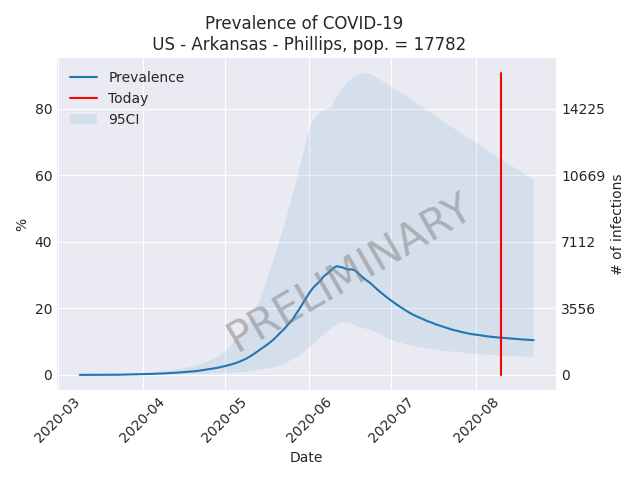 Prevalence of COVID-19
US - Arkansas - Phillips, pop. = 17782
Prevalence
Today
95CI
80
60
40
20
0
%
14225
10669
7112
3556
0
# of infections
PRELIMINARY
2020-03
2020-04
2020-05
2020-06
2020-07
2020-08
Date